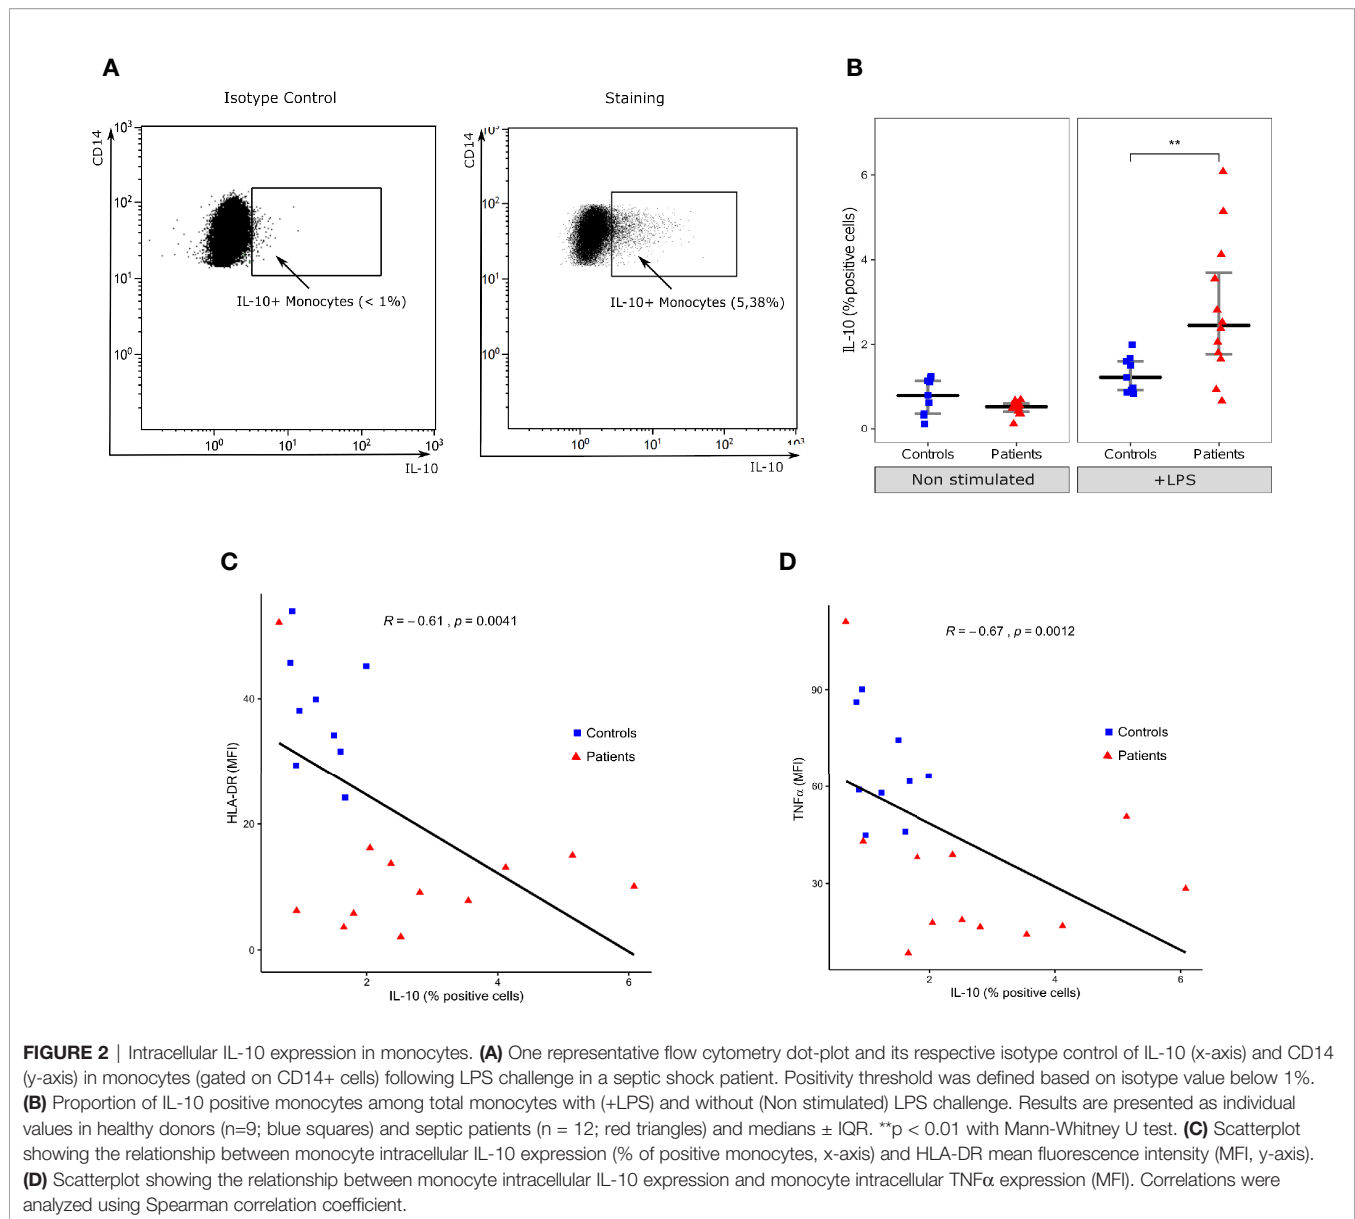 A
Isotype Control
Staining
CD14
10³
10²
10¹
10⁰
10⁰ 10¹ 10² 10³
IL-10
IL-10+ Monocytes (< 1%)
CD14
10³
10²
10¹
10⁰
10⁰ 10¹ 10² 10³
IL-10
IL-10+ Monocytes (5,38%)
B
IL-10 (% positive cells)
6
4
2
0
**
Controls Patients Controls Patients
Non stimulated +LPS
C
R = − 0.61 , p = 0.0041
HLA-DR (MFI)
40
20
0
Controls
Patients
2 4 6
IL-10 (% positive cells)
D
R = − 0.67 , p = 0.0012
TNFα (MFI)
90
60
30
Controls
Patients
2 4 6
IL-10 (% positive cells)
FIGURE 2 | Intracellular IL-10 expression in monocytes. (A) One representative flow cytometry dot-plot and its respective isotype control of IL-10 (x-axis) and CD14
(y-axis) in monocytes (gated on CD14+ cells) following LPS challenge in a septic shock patient. Positivity threshold was defined based on isotype value below 1%.
(B) Proportion of IL-10 positive monocytes among total monocytes with (+LPS) and without (Non stimulated) LPS challenge. Results are presented as individual
values in healthy donors (n=9; blue squares) and septic patients (n = 12; red triangles) and medians ± IQR. **p < 0.01 with Mann-Whitney U test. (C) Scatterplot
showing the relationship between monocyte intracellular IL-10 expression (% of positive monocytes, x-axis) and HLA-DR mean fluorescence intensity (MFI, y-axis).
(D) Scatterplot showing the relationship between monocyte intracellular IL-10 expression and monocyte intracellular TNFα expression (MFI). Correlations were
analyzed using Spearman correlation coefficient.